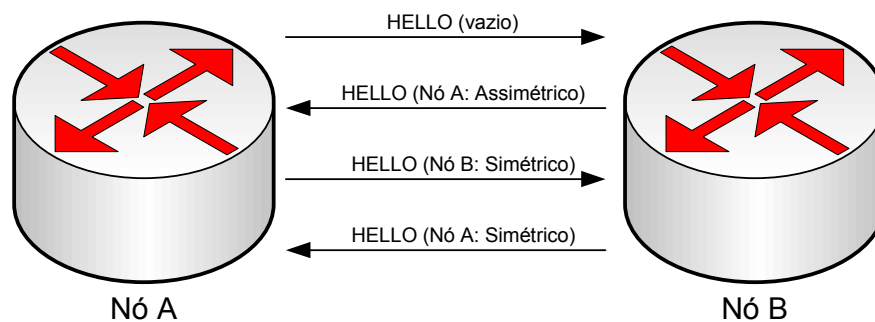 HELLO (vazio)
HELLO (Nó A: Assimétrico)
HELLO (Nó B: Simétrico)
HELLO (Nó A: Simétrico)
Nó A
Nó B